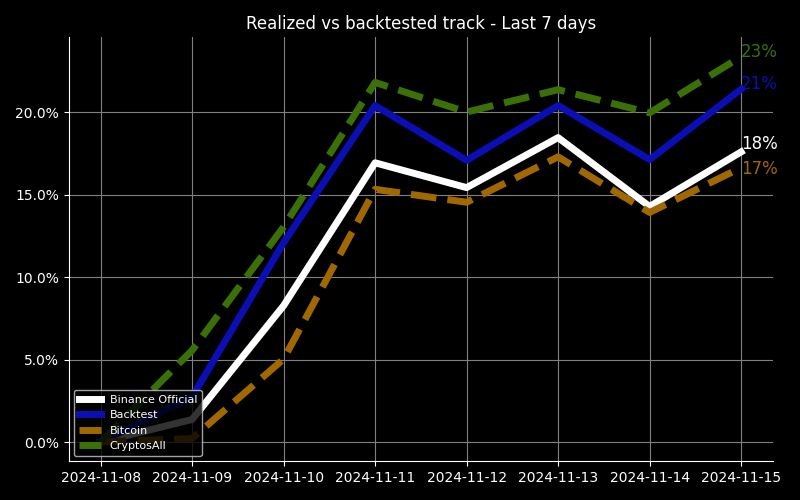 Realized vs backtested track - Last 7 days
23%
21%
18%
17%
20.0%
15.0%
10.0%
5.0%
0.0%
Binance Official
Backtest
Bitcoin
CryptosAll
2024-11-08 2024-11-09 2024-11-10 2024-11-11 2024-11-12 2024-11-13 2024-11-14 2024-11-15